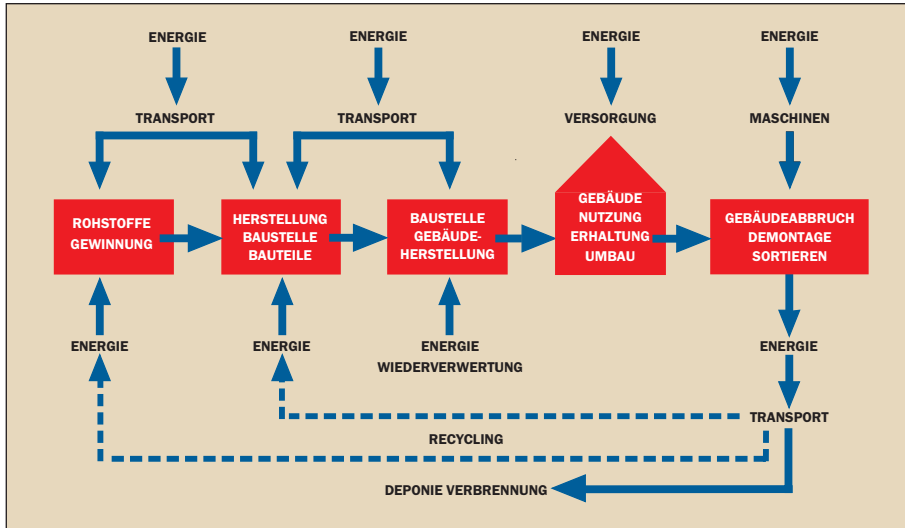 ENERGIE ENERGIE ENERGIE ENERGIE
TRANSPORT TRANSPORT VERSORGUNG MASCHINEN
ROHSTOFFE
GEWINNUNG
HERSTELLUNG
BAUSTELLE
BAUTEILE
BAUSTELLE
GEBÄUDE-
HERSTELLUNG
GEBÄUDE
NUTZUNG
ERHALTUNG
UMBAU
GEBÄUDEABBRUCH
DEMONTAGE
SORTIEREN
ENERGIE ENERGIE ENERGIE ENERGIE
WIEDERVERWERTUNG
TRANSPORT
RECYCLING
DEPONIE VERBRENNUNG